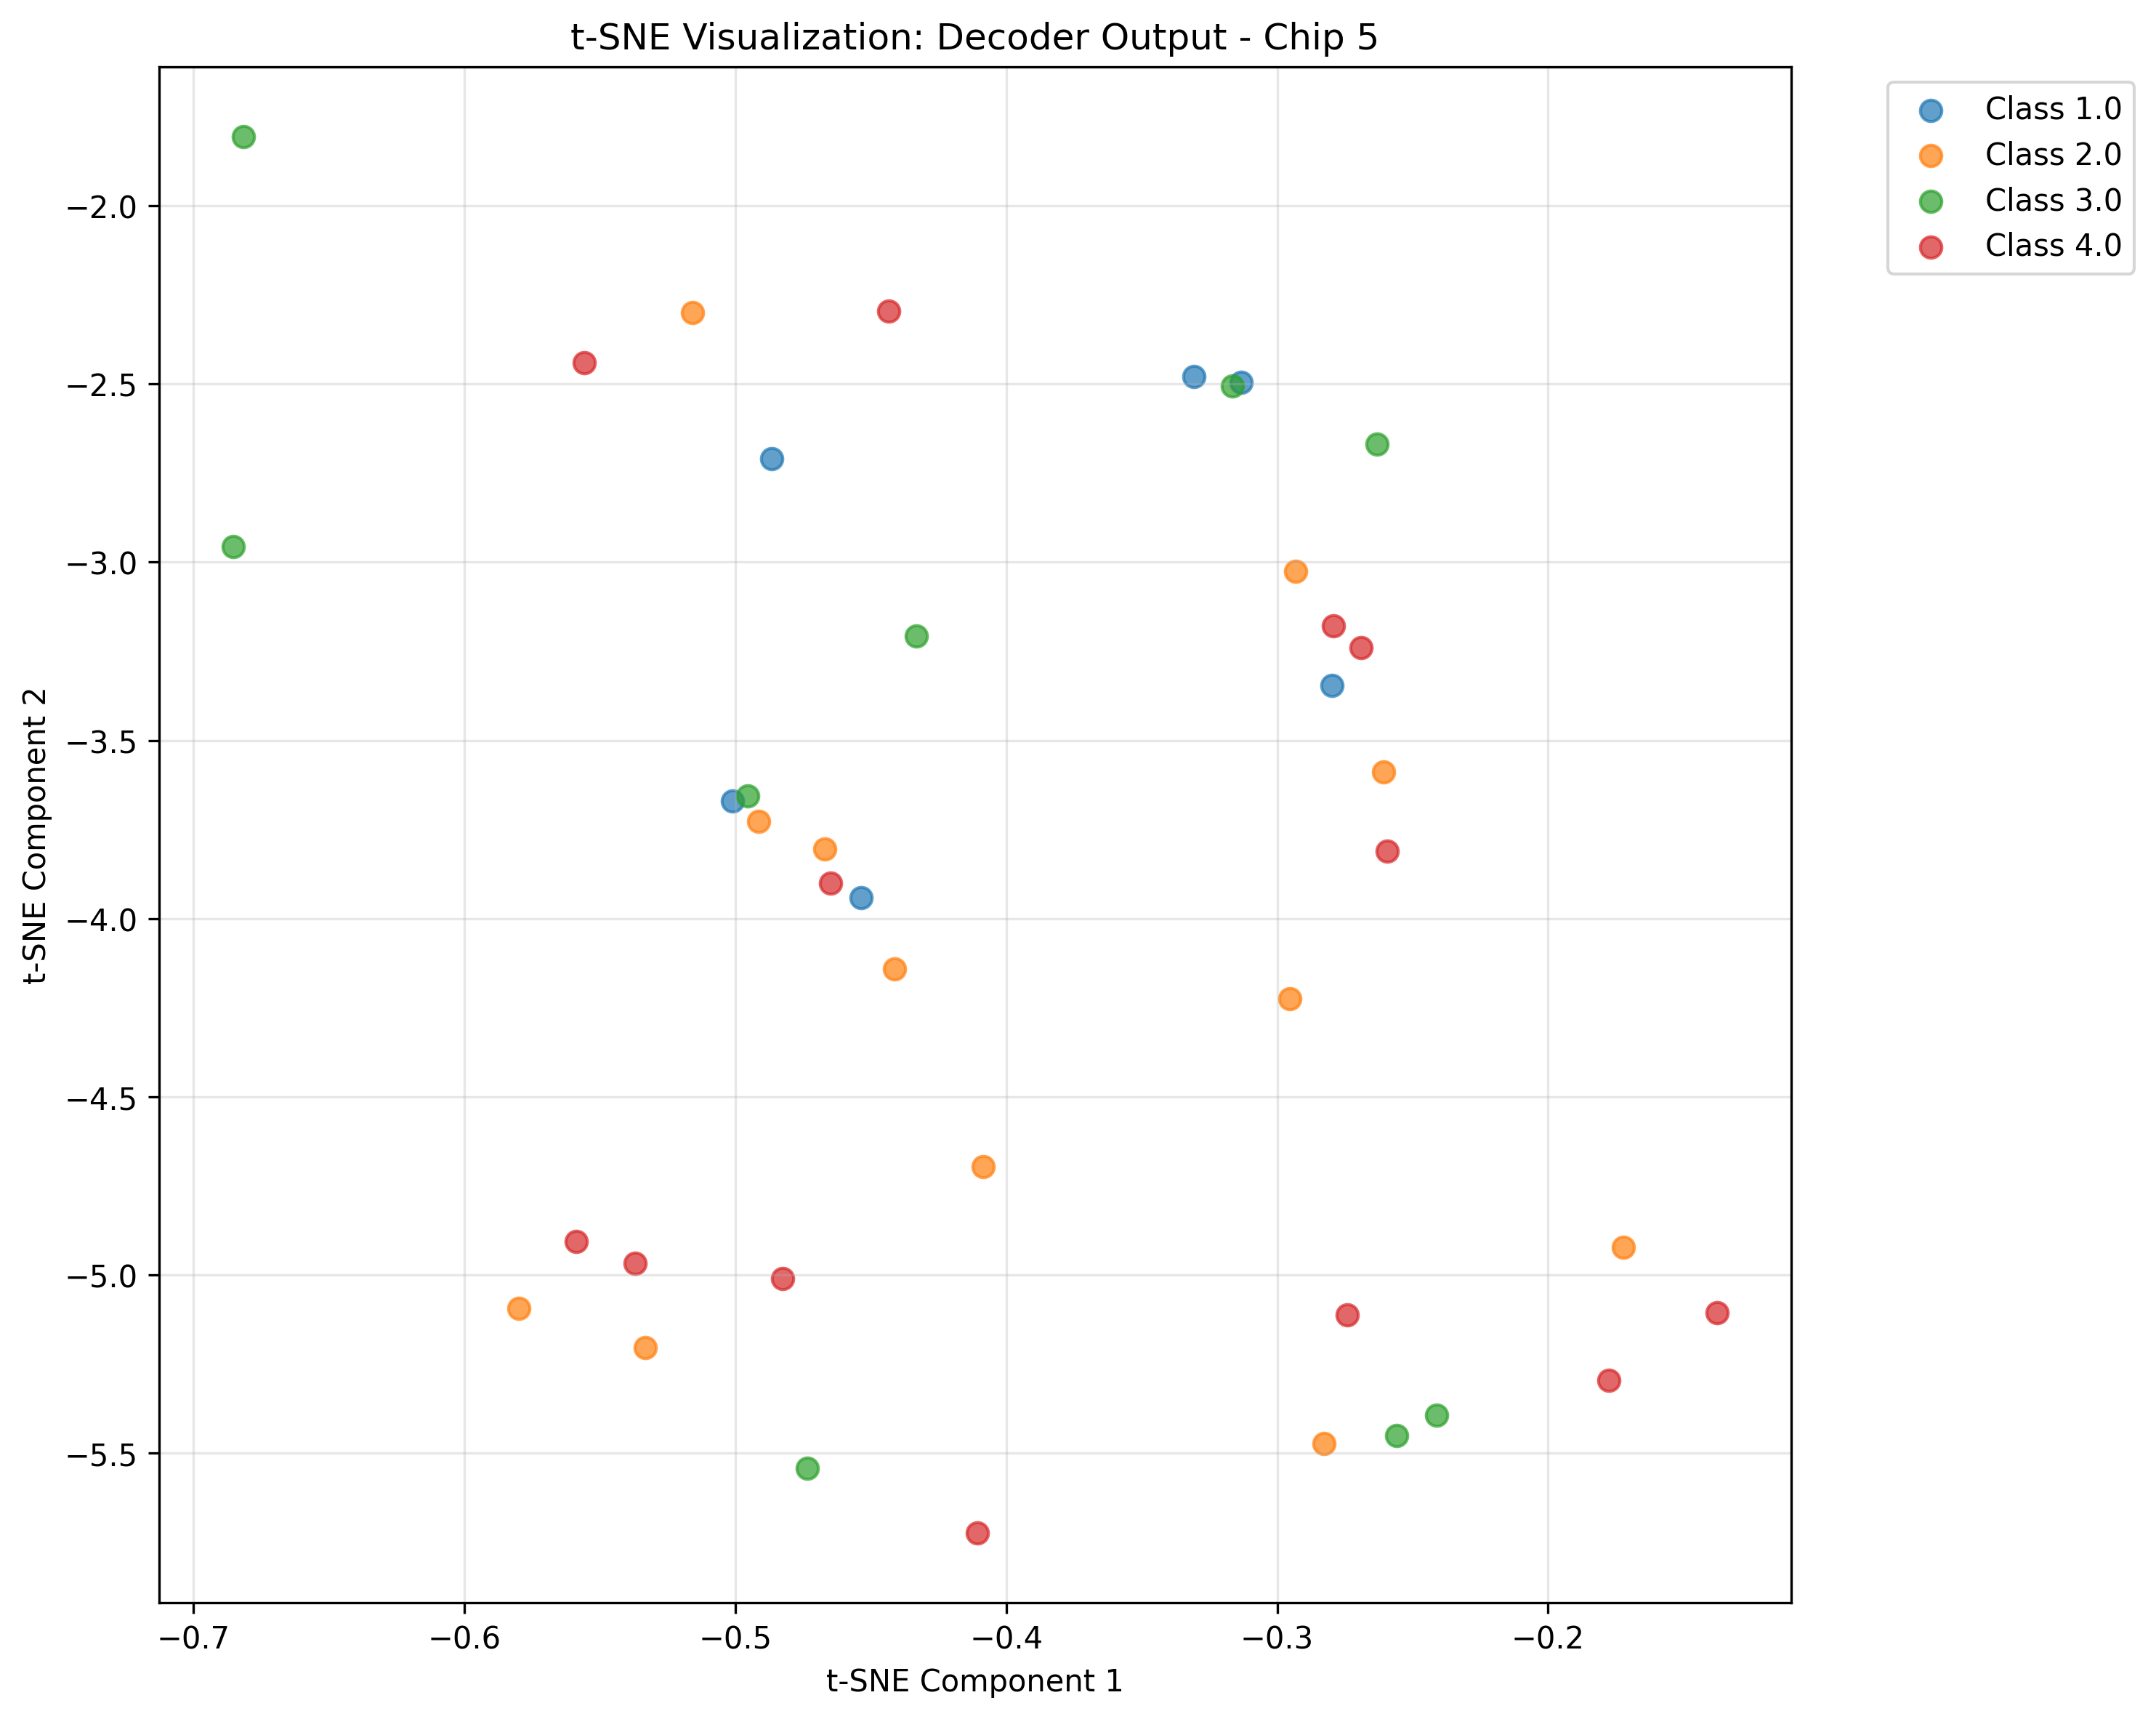 t-SNE Visualization: Decoder Output - Chip 5
Class 1.0
Class 2.0
Class 3.0
Class 4.0
t-SNE Component 2
−2.0
−2.5
−3.0
−3.5
−4.0
−4.5
−5.0
−5.5
−0.7
−0.6
−0.5
−0.4
−0.3
−0.2
t-SNE Component 1